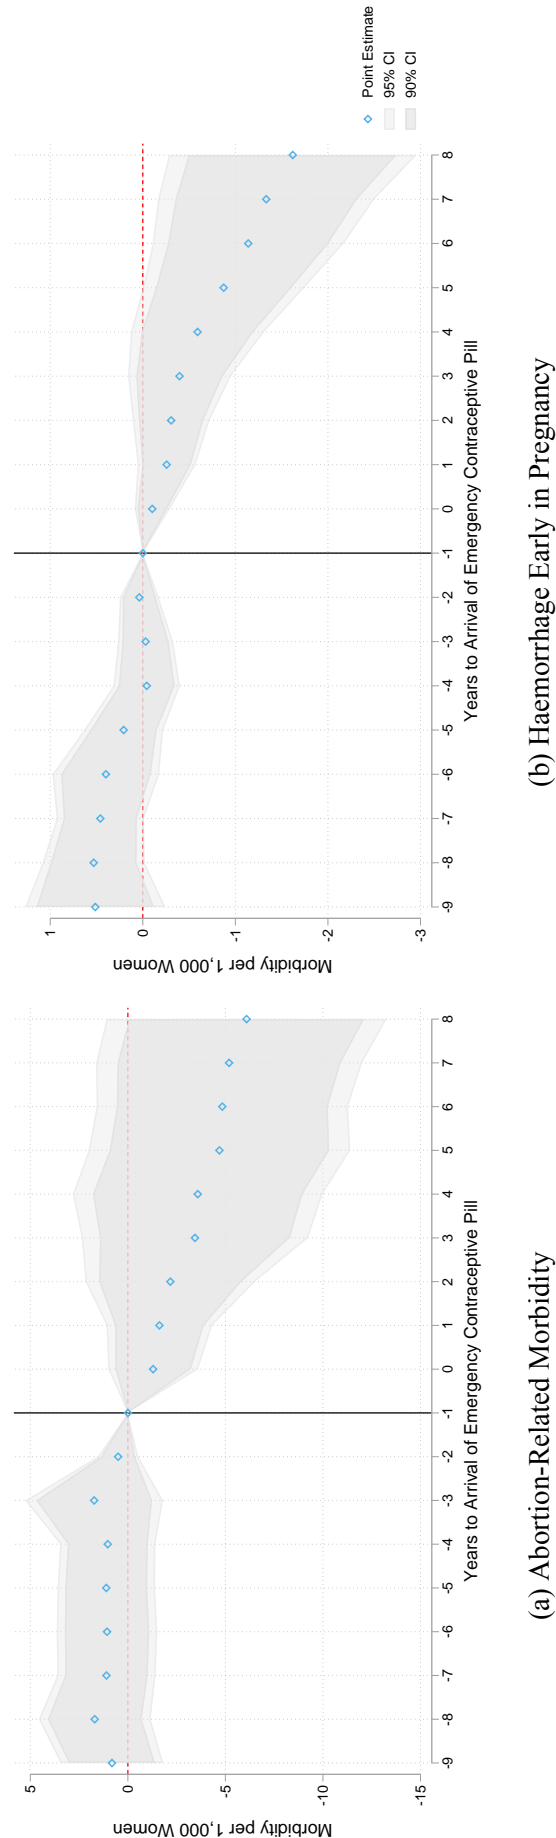 Morbidity per 1,000 Women
5
0
-5
-10
-15
-9 -8 -7 -6 -5 -4 -3 -2 -1 0 1 2 3 4 5 6 7 8
Years to Arrival of Emergency Contraceptive Pill
(a) Abortion-Related Morbidity
Morbidity per 1,000 Women
1
0
-1
-2
-3
-9 -8 -7 -6 -5 -4 -3 -2 -1 0 1 2 3 4 5 6 7 8
Years to Arrival of Emergency Contraceptive Pill
Point Estimate
95% CI
90% CI
(b) Haemorrhage Early in Pregnancy